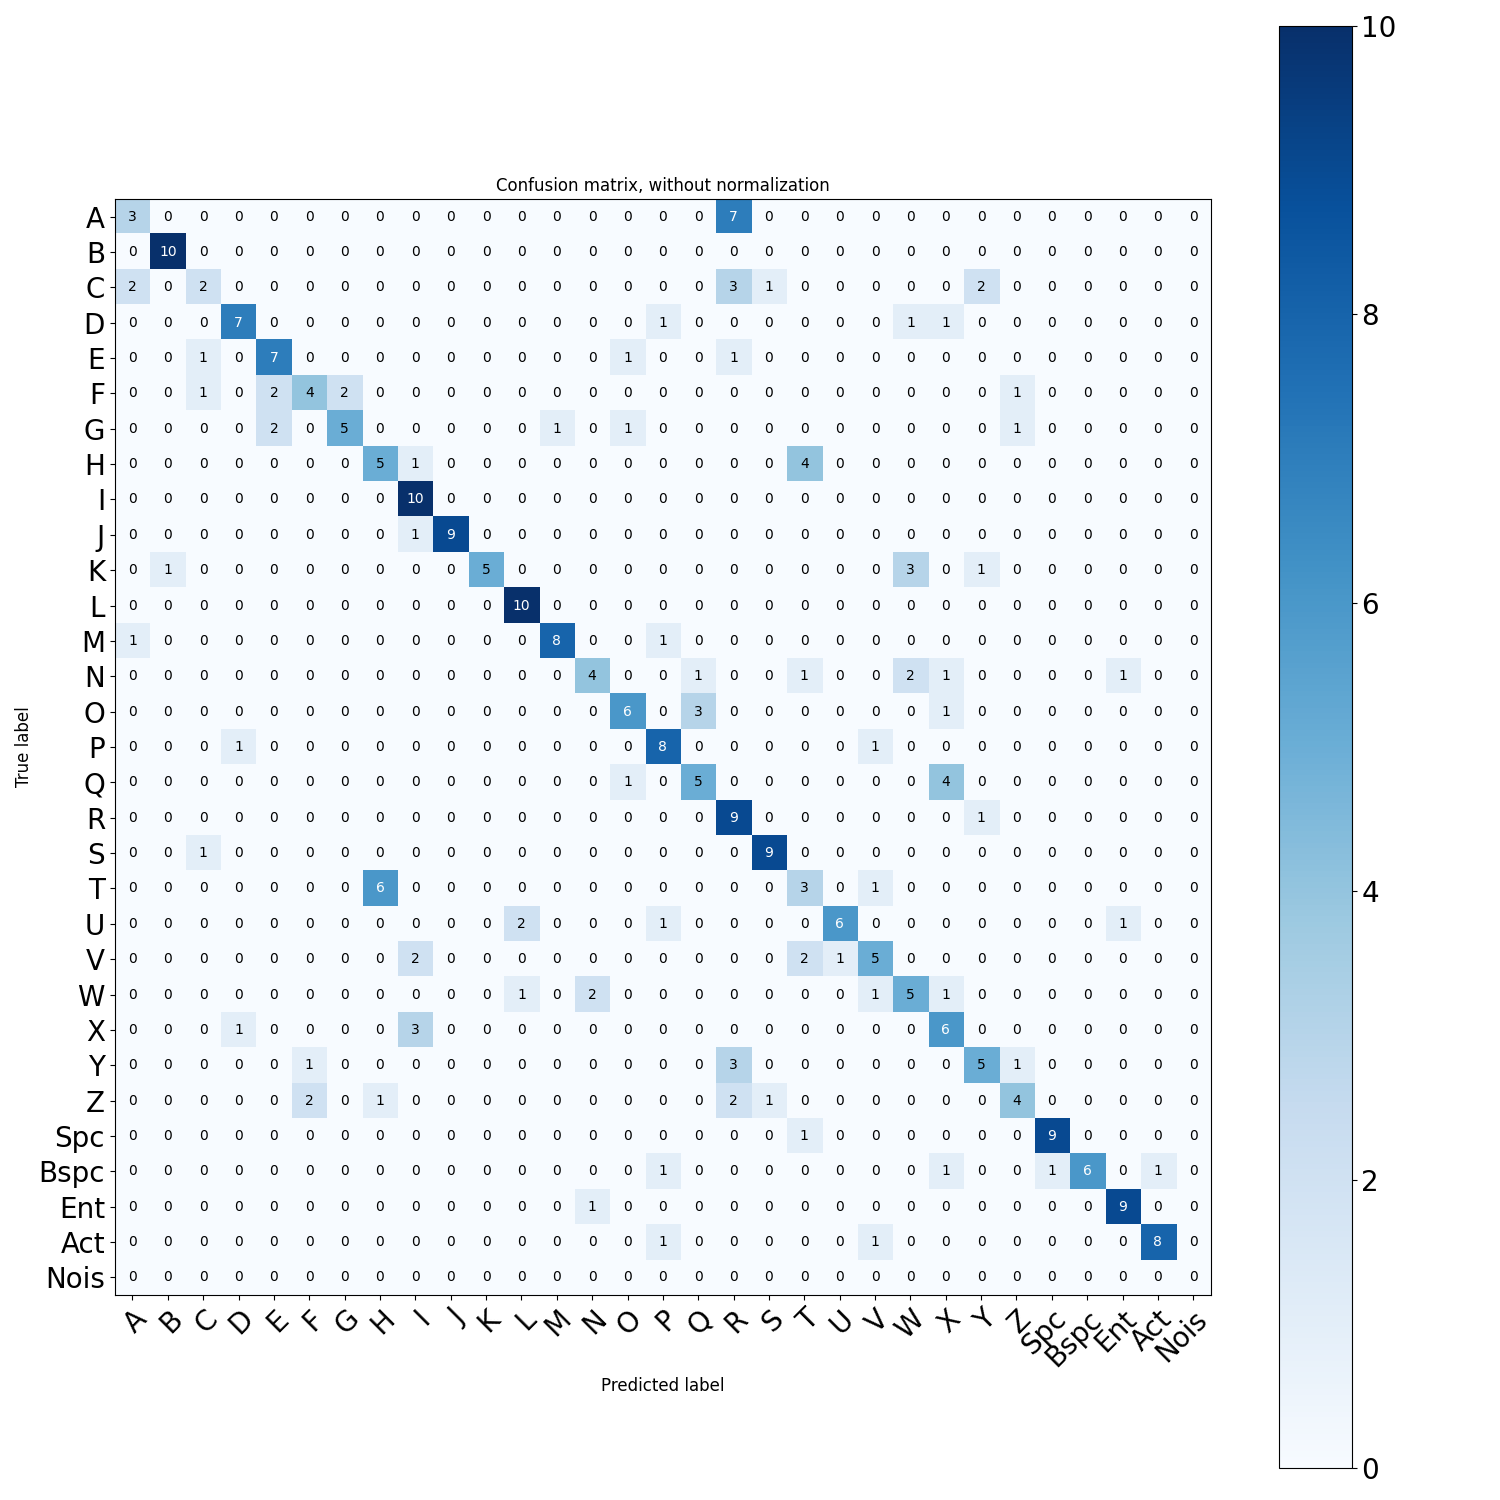 Confusion matrix, without normalization
A 3 0 0 0 0 0 0 0 0 0 0 0 0 0 0 0 0 7 0 0 0 0 0 0 0 0 0 0 0 0 0
B 0 10 0 0 0 0 0 0 0 0 0 0 0 0 0 0 0 0 0 0 0 0 0 0 0 0 0 0 0 0 0
C 2 0 2 0 0 0 0 0 0 0 0 0 0 0 0 0 0 3 1 0 0 0 0 0 2 0 0 0 0 0 0
D 0 0 0 7 0 0 0 0 0 0 0 0 0 0 0 1 0 0 0 0 0 0 1 1 0 0 0 0 0 0 0
E 0 0 1 0 7 0 0 0 0 0 0 0 0 0 1 0 0 1 0 0 0 0 0 0 0 0 0 0 0 0 0
F 0 0 1 0 2 4 2 0 0 0 0 0 0 0 0 0 0 0 0 0 0 0 0 0 0 1 0 0 0 0 0
G 0 0 0 0 2 0 5 0 0 0 0 0 1 0 1 0 0 0 0 0 0 0 0 0 0 1 0 0 0 0 0
H 0 0 0 0 0 0 0 5 1 0 0 0 0 0 0 0 0 0 0 4 0 0 0 0 0 0 0 0 0 0 0
I 0 0 0 0 0 0 0 0 10 0 0 0 0 0 0 0 0 0 0 0 0 0 0 0 0 0 0 0 0 0 0
J 0 0 0 0 0 0 0 0 1 9 0 0 0 0 0 0 0 0 0 0 0 0 0 0 0 0 0 0 0 0 0
K 0 1 0 0 0 0 0 0 0 0 5 0 0 0 0 0 0 0 0 0 0 0 3 0 1 0 0 0 0 0 0
L 0 0 0 0 0 0 0 0 0 0 0 10 0 0 0 0 0 0 0 0 0 0 0 0 0 0 0 0 0 0 0
M 1 0 0 0 0 0 0 0 0 0 0 0 8 0 0 1 0 0 0 0 0 0 0 0 0 0 0 0 0 0 0
N 0 0 0 0 0 0 0 0 0 0 0 0 0 4 0 0 1 0 0 1 0 0 2 1 0 0 0 0 1 0 0
O 0 0 0 0 0 0 0 0 0 0 0 0 0 0 6 0 3 0 0 0 0 0 0 1 0 0 0 0 0 0 0
P 0 0 0 1 0 0 0 0 0 0 0 0 0 0 0 8 0 0 0 0 0 1 0 0 0 0 0 0 0 0 0
Q 0 0 0 0 0 0 0 0 0 0 0 0 0 0 1 0 5 0 0 0 0 0 0 4 0 0 0 0 0 0 0
R 0 0 0 0 0 0 0 0 0 0 0 0 0 0 0 0 0 9 0 0 0 0 0 0 1 0 0 0 0 0 0
S 0 0 1 0 0 0 0 0 0 0 0 0 0 0 0 0 0 0 9 0 0 0 0 0 0 0 0 0 0 0 0
T 0 0 0 0 0 0 0 6 0 0 0 0 0 0 0 0 0 0 0 3 0 1 0 0 0 0 0 0 0 0 0
U 0 0 0 0 0 0 0 0 0 0 0 2 0 0 0 1 0 0 0 0 6 0 0 0 0 0 0 0 1 0 0
V 0 0 0 0 0 0 0 0 2 0 0 0 0 0 0 0 0 0 0 2 1 5 0 0 0 0 0 0 0 0 0
W 0 0 0 0 0 0 0 0 0 0 0 1 0 2 0 0 0 0 0 0 0 1 5 1 0 0 0 0 0 0 0
X 0 0 0 1 0 0 0 0 3 0 0 0 0 0 0 0 0 0 0 0 0 0 0 6 0 0 0 0 0 0 0
Y 0 0 0 0 0 1 0 0 0 0 0 0 0 0 0 0 0 3 0 0 0 0 0 0 5 1 0 0 0 0 0
Z 0 0 0 0 0 2 0 1 0 0 0 0 0 0 0 0 0 2 1 0 0 0 0 0 0 4 0 0 0 0 0
Spc 0 0 0 0 0 0 0 0 0 0 0 0 0 0 0 0 0 0 0 1 0 0 0 0 0 0 9 0 0 0 0
Bspc 0 0 0 0 0 0 0 0 0 0 0 0 0 0 0 1 0 0 0 0 0 0 0 1 0 0 1 6 0 1 0
Ent 0 0 0 0 0 0 0 0 0 0 0 0 0 1 0 0 0 0 0 0 0 0 0 0 0 0 0 0 9 0 0
Act 0 0 0 0 0 0 0 0 0 0 0 0 0 0 0 1 0 0 0 0 0 1 0 0 0 0 0 0 0 8 0
Nois 0 0 0 0 0 0 0 0 0 0 0 0 0 0 0 0 0 0 0 0 0 0 0 0 0 0 0 0 0 0 0
A B C D E F G H I J K L M N O P Q R S T U V W X Y Z Spc Bspc Ent Act Nois
Predicted label
True label
10
8
6
4
2
0